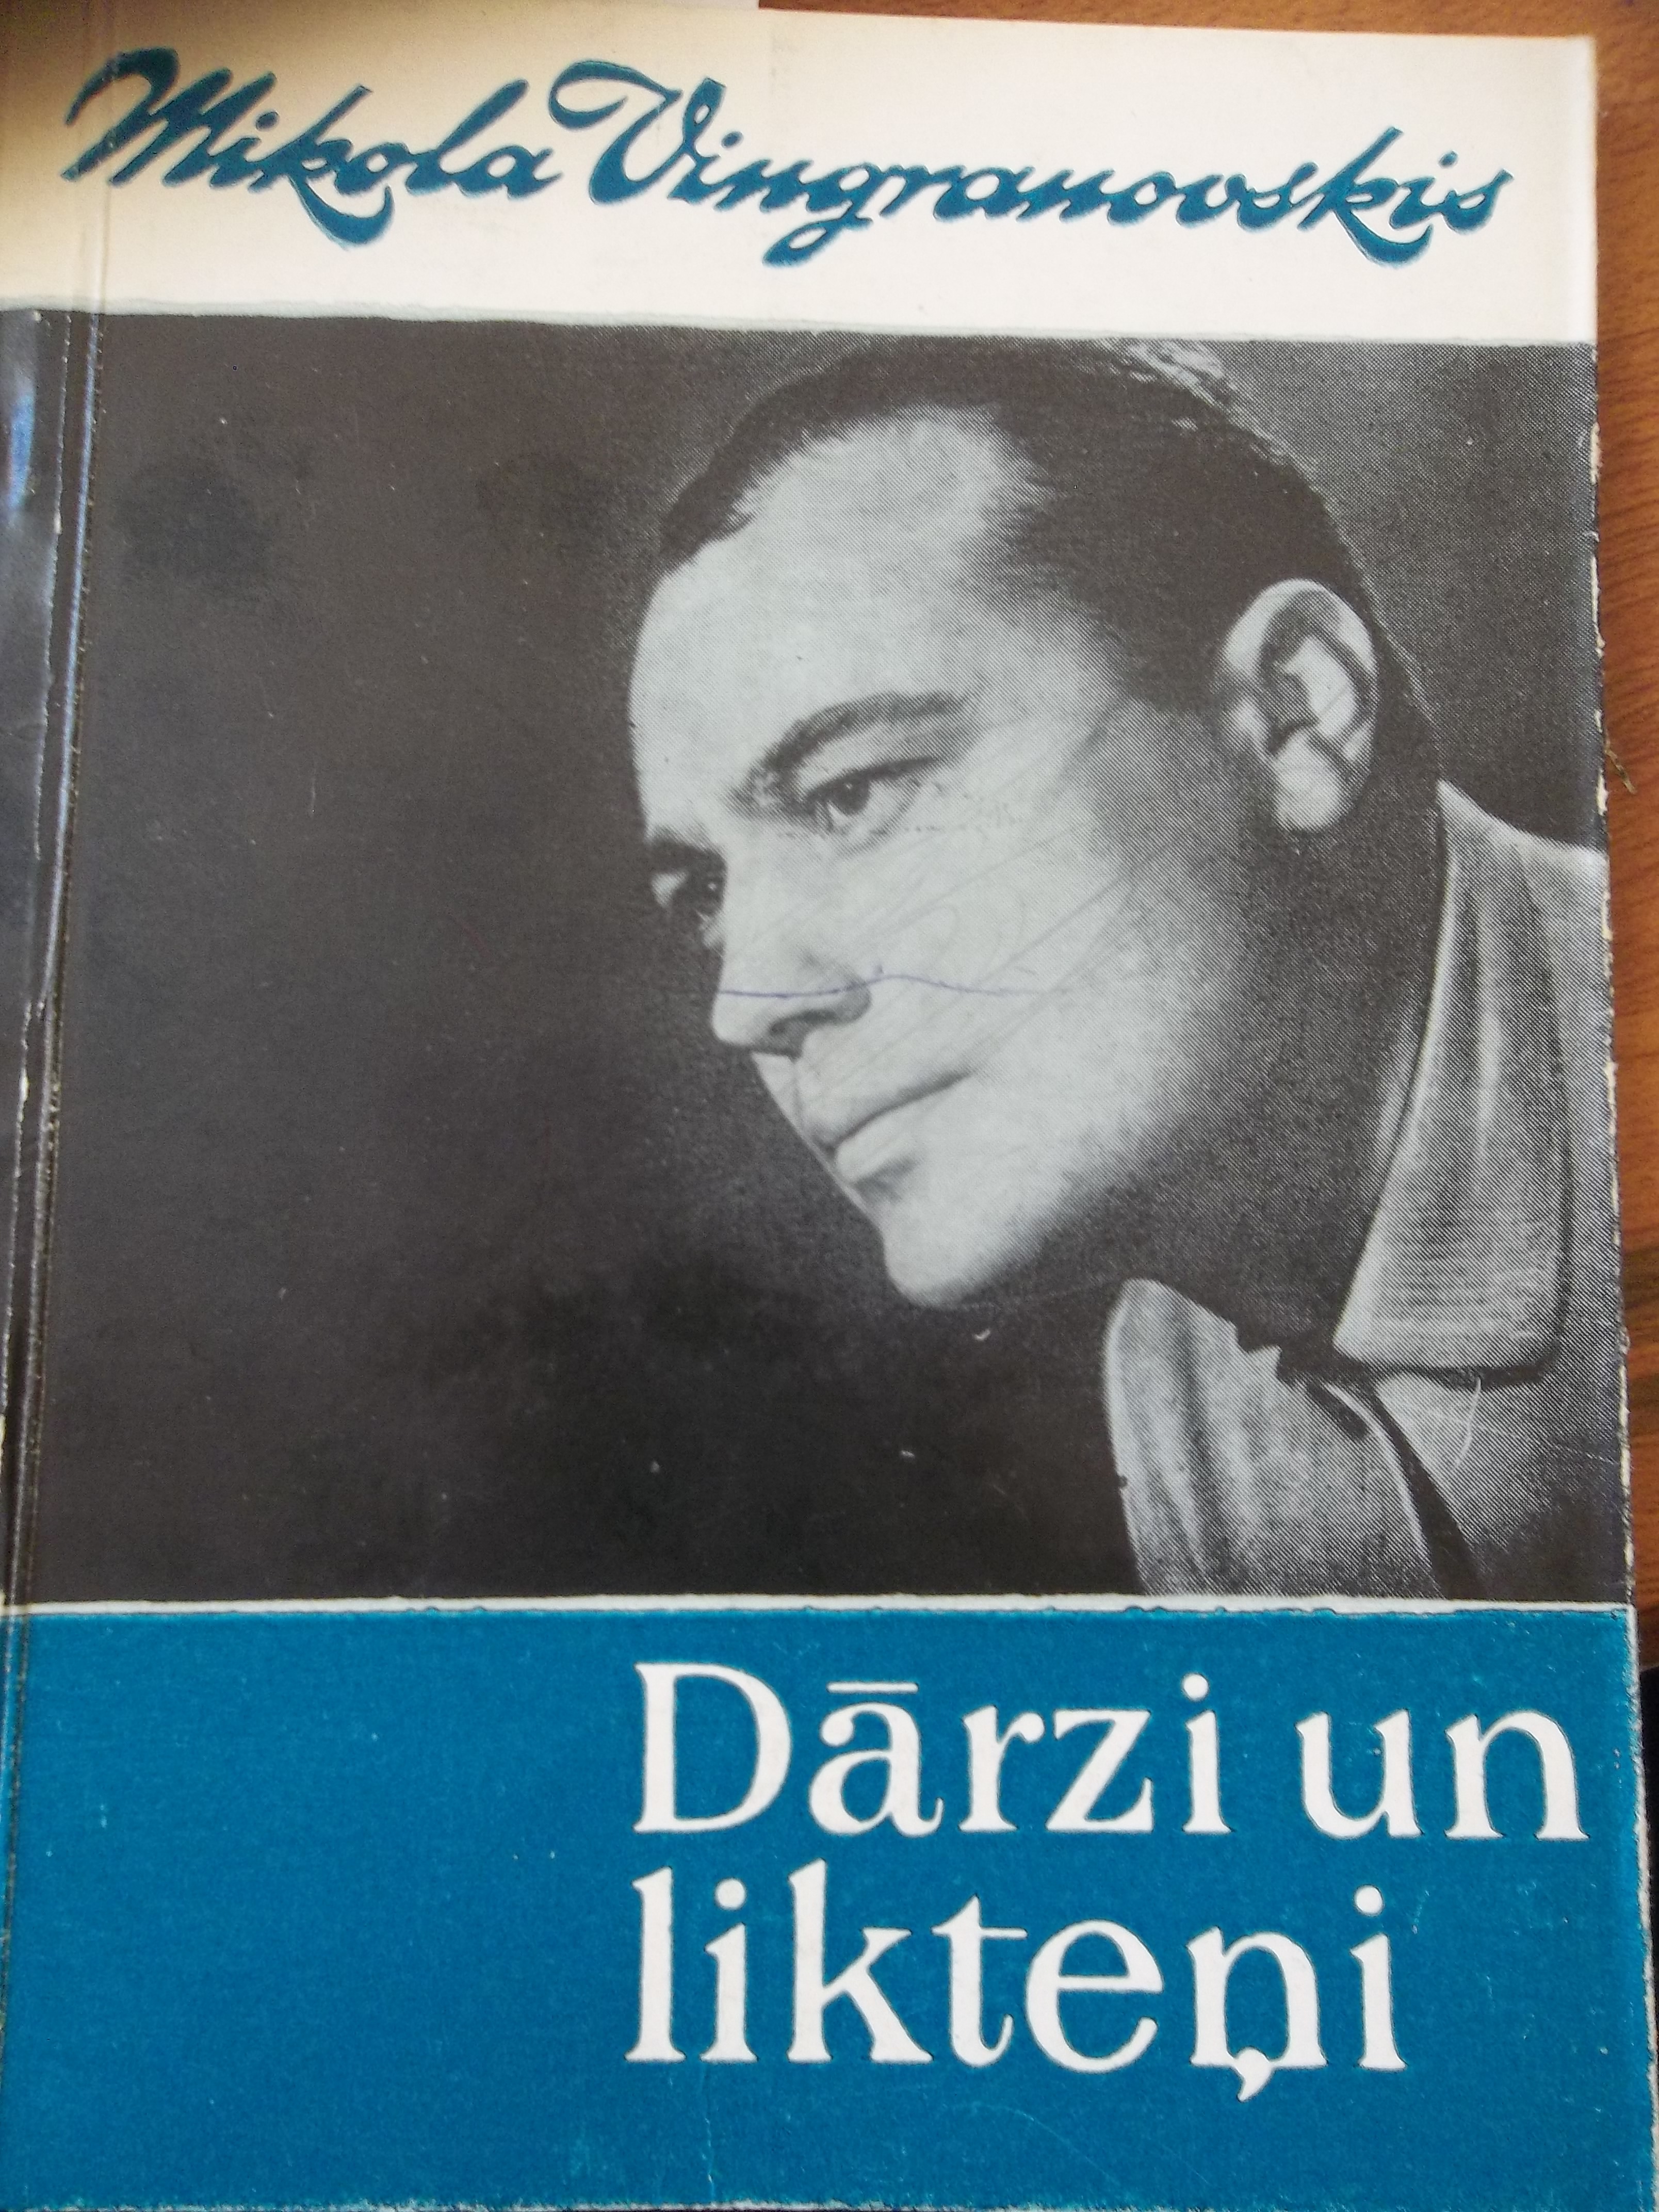 Mikola Vingranovskis
Dārzi un
likteņi